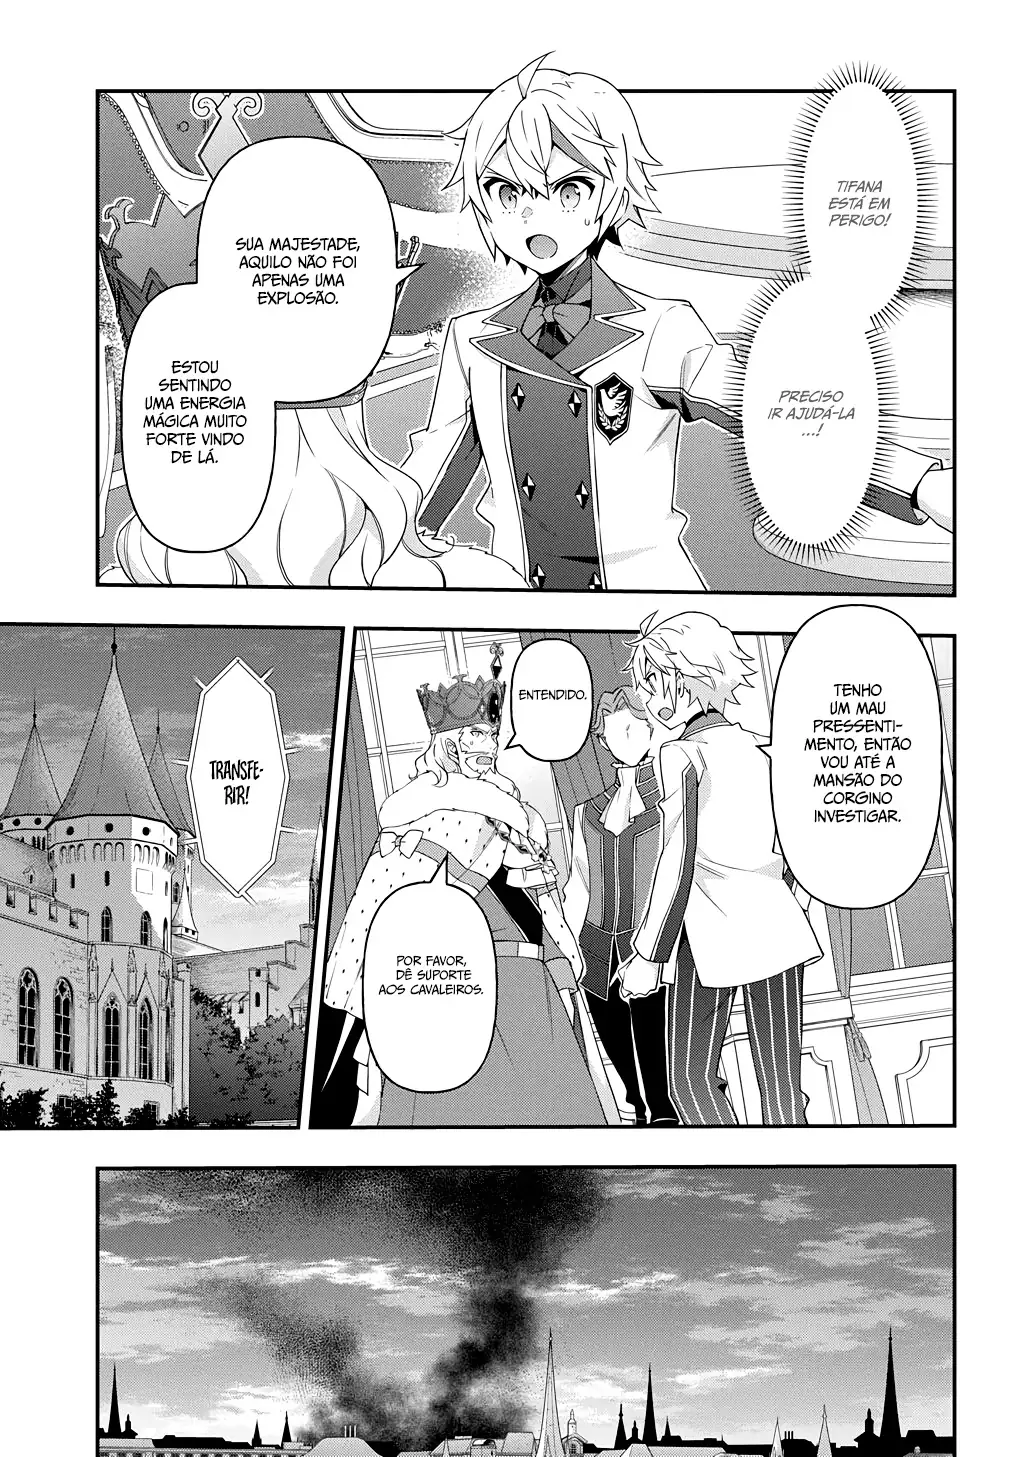 TIFANA
ESTÁ EM
PERIGO!
PRECISO
IR AJUDÁ-LA
...!
SUA MAJESTADE,
AQUILO NÃO FOI
APENAS UMA
EXPLOSÃO.
ESTOU
SENTINDO
UMA ENERGIA
MÁGICA MUITO
FORTE VINDO
DE LÁ.
TENHO
UM MAU
PRESSENTI-
MENTO, ENTÃO
VOU ATÉ A
MANSÃO DO
CORGINO
INVESTIGAR.
ENTENDIDO.
POR FAVOR,
DÊ SUPORTE
AOS CAVALEIROS.
TRANSFE-
RIR!